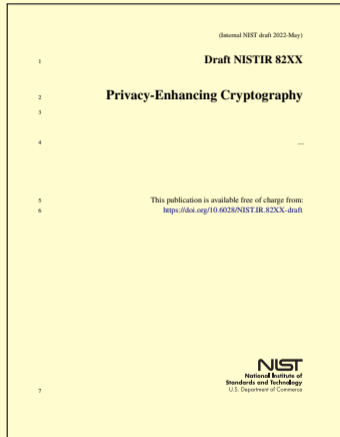 (Internal NIST draft 2022-May)
1 Draft NISTIR 82XX
2 Privacy-Enhancing Cryptography
3
4 ...
5 This publication is available free of charge from:
6 https://doi.org/10.6028/NIST.IR.82XX-draft
NIST
National Institute of
Standards and Technology
7 U.S. Department of Commerce